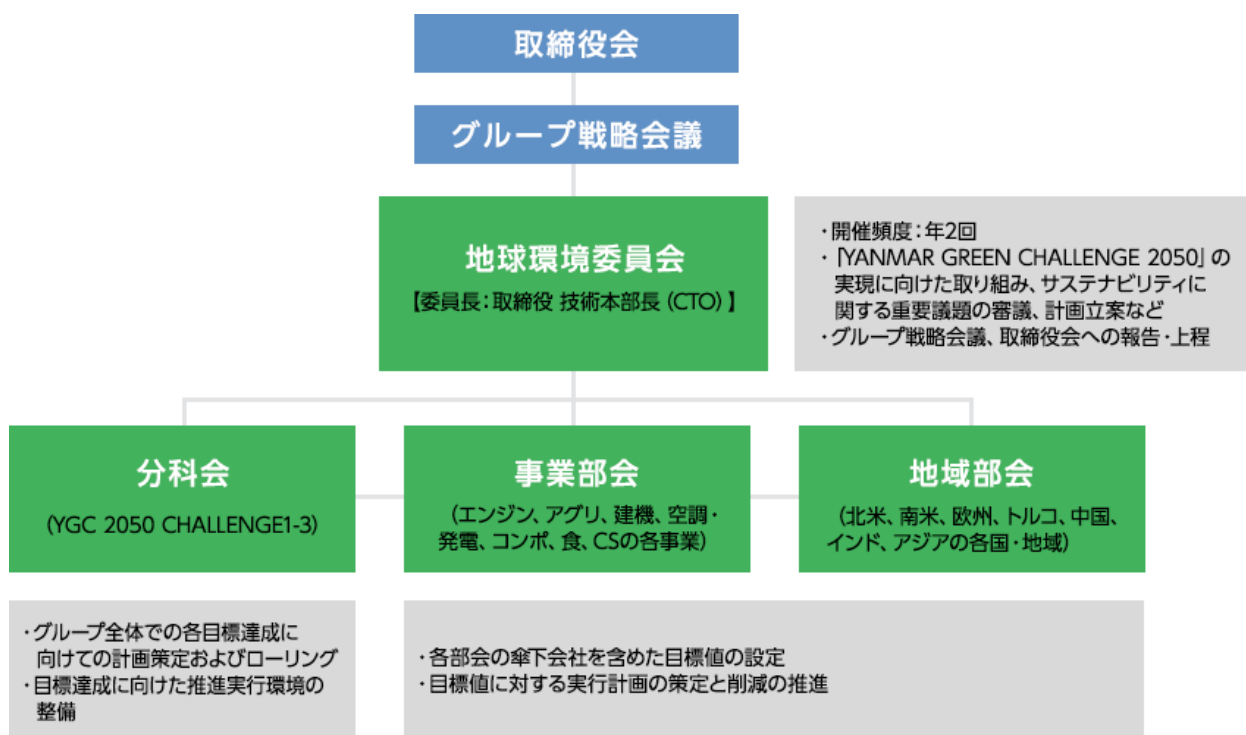 取締役会
グループ戦略会議
地球環境委員会
【委員長：取締役 技術本部長（CTO）】
・開催頻度：年2回
・「YANMAR GREEN CHALLENGE 2050」の
実現に向けた取り組み、サステナビリティに
関する重要議題の審議、計画立案など
・グループ戦略会議、取締役会への報告・上程
分科会
（YGC 2050 CHALLENGE1-3）
事業部会
（エンジン、アグリ、建機、空調・
発電、コンポ、食、CSの各事業）
地域部会
（北米、南米、欧州、トルコ、中国、
インド、アジアの各国・地域）
・グループ全体での各目標達成に
向けての計画策定およびローリング
・目標達成に向けた推進実行環境の
整備
・各部会の傘下会社を含めた目標値の設定
・目標値に対する実行計画の策定と削減の推進